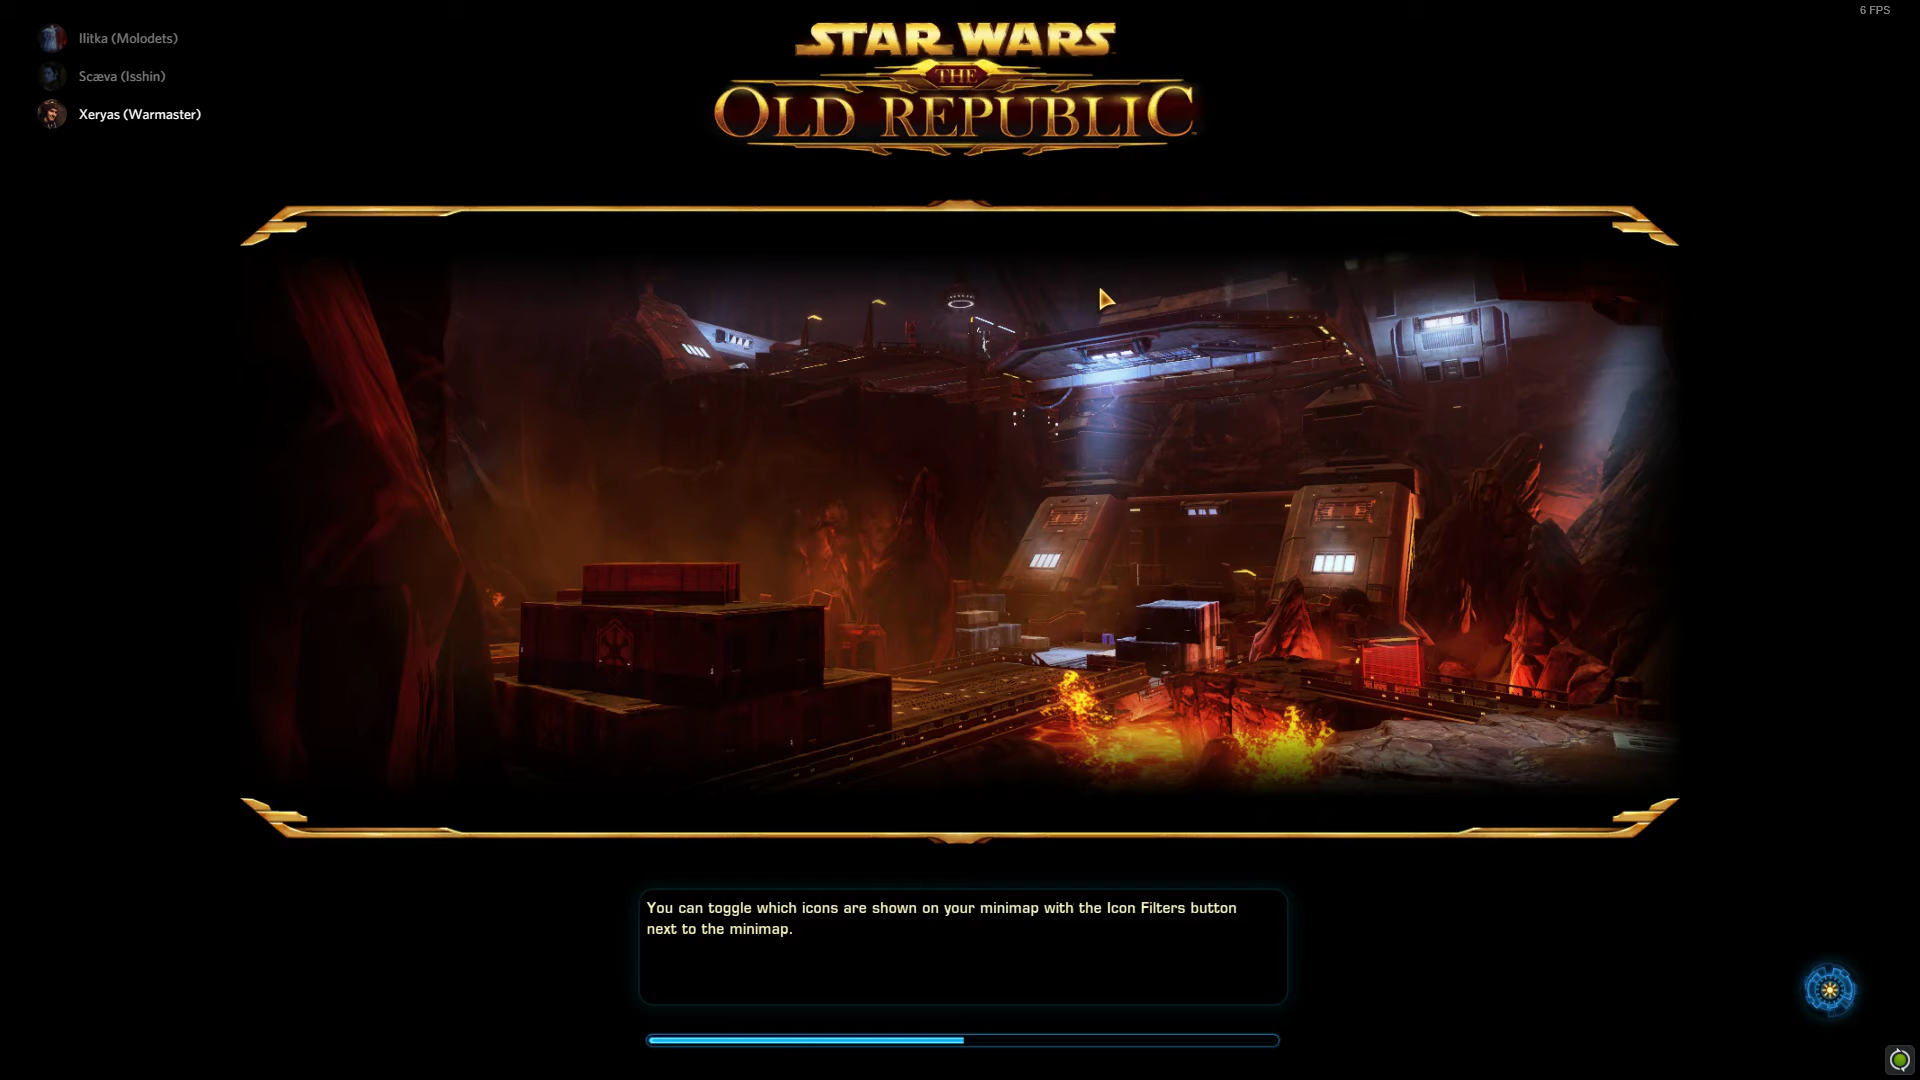 Ilitka (Molodets)
Scæva (Isshin)
Xeryas (Warmaster)
6 FPS
STAR WARS
THE
OLD REPUBLIC
You can toggle which icons are shown on your minimap with the Icon Filters button
next to the minimap.